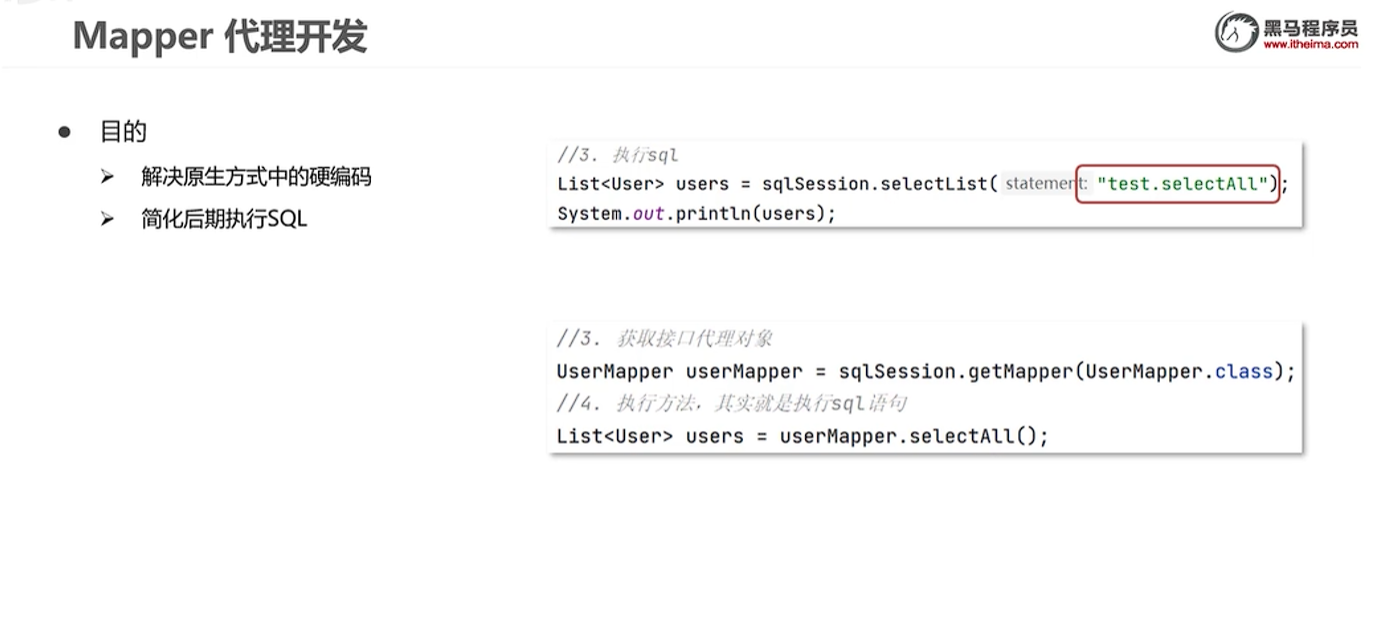 Mapper 代理开发
黑马程序员
www.itheima.com
目的
解决原生方式中的硬编码
简化后期执行SQL
//3. 执行sql
List<User> users = sqlSession.selectList( statement: "test.selectAll");
System.out.println(users);
//3. 获取接口代理对象
UserMapper userMapper = sqlSession.getMapper(UserMapper.class);
//4. 执行方法，其实就是执行sql语句
List<User> users = userMapper.selectAll();